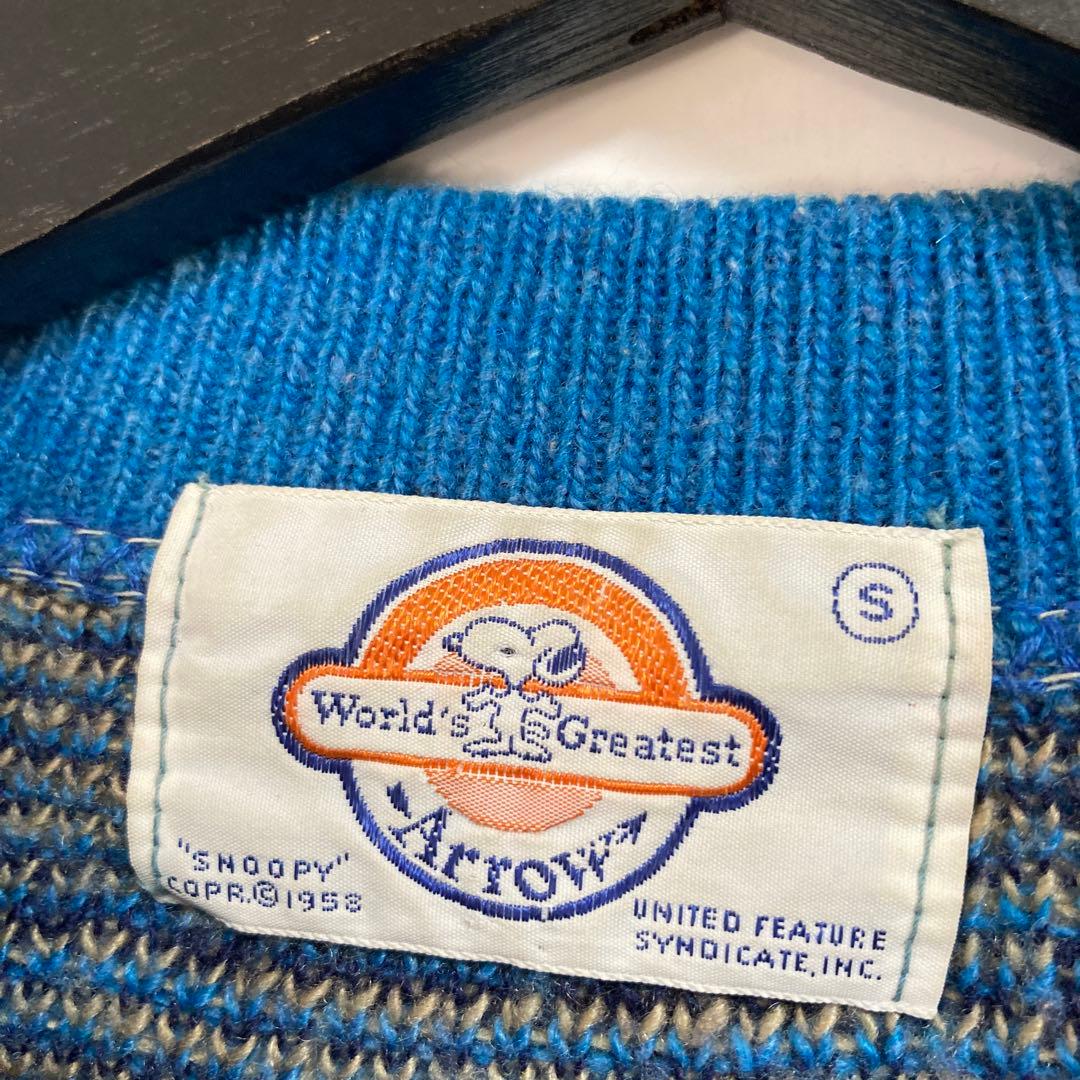 S
World's Greatest
Arrow
"SNOOPY"
COPR.©1958
UNITED FEATURE
SYNDICATE, INC.